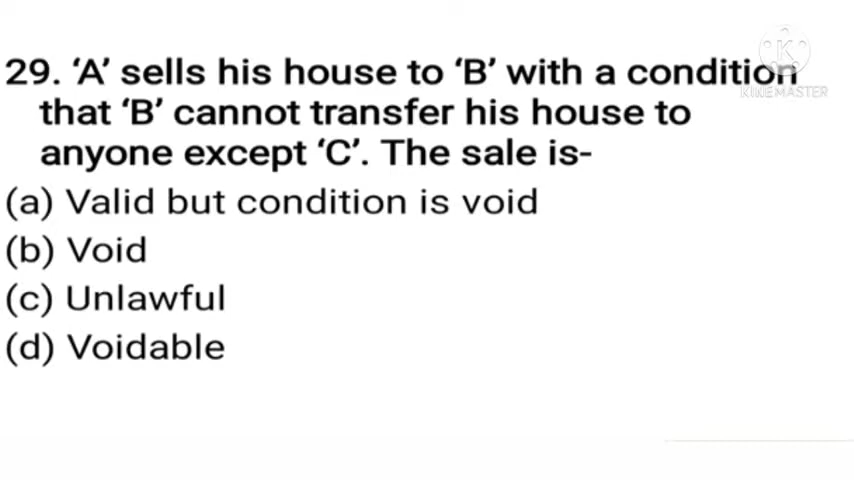 29. ‘A’ sells his house to ‘B’ with a condition
that ‘B’ cannot transfer his house to
anyone except ‘C’. The sale is-
(a) Valid but condition is void
(b) Void
(c) Unlawful
(d) Voidable
KINEMASTER